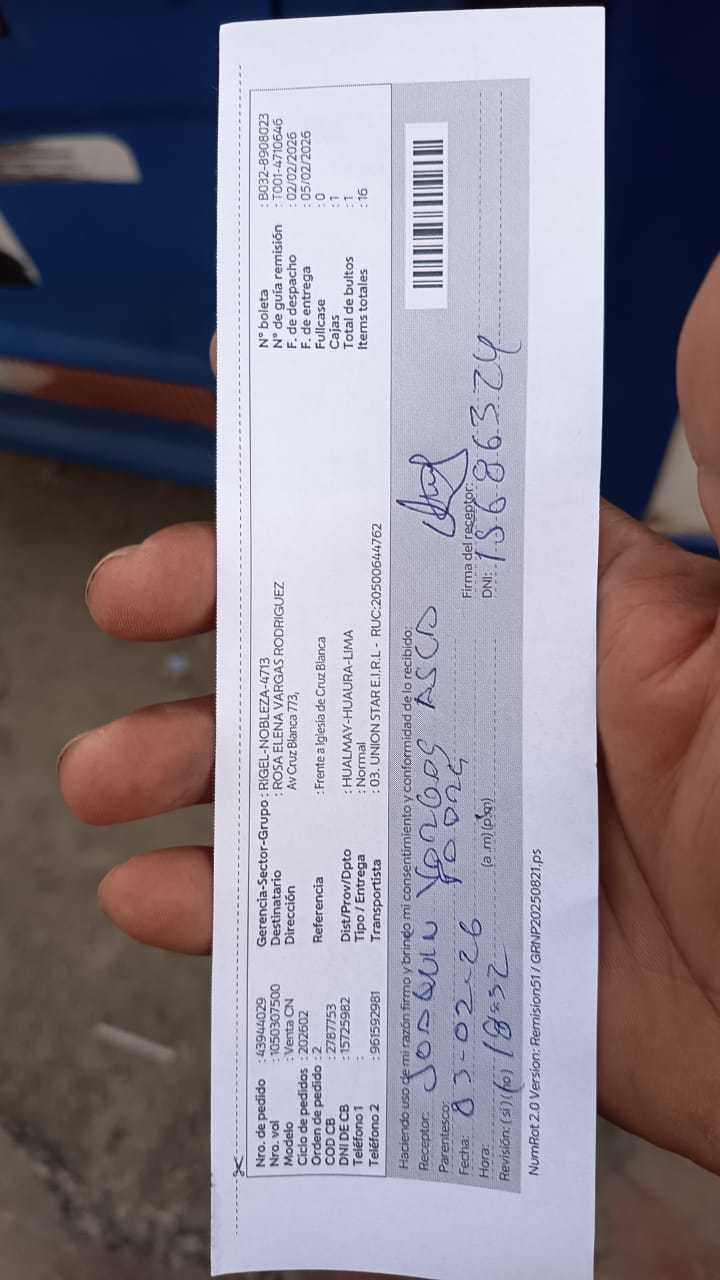 Nro. de pedido : 43944029
Nro. vol : 1050307500
Modelo : Venta CN
Ciclo de pedidos : 202602
Orden de pedido : 2
COD CB : 2787753
DNI DE CB : 15725982
Teléfono 1 :
Teléfono 2 : 961592981
Gerencia-Sector-Grupo : RIGEL-NOBLEZA-4713
Destinatario : ROSA ELENA VARGAS RODRIGUEZ
Dirección Av Cruz Blanca 773,
Referencia : Frente a Iglesia de Cruz Blanca
Dist/Prov/Dpto : HUALMAY-HUAURA-LIMA
Tipo / Entrega : Normal
Transportista : 03. UNION STAR E.I.R.L - RUC:20500644762
N° boleta : B032-8908023
N° de guía remisión : T001-4710646
F. de despacho : 02/02/2026
F. de entrega : 05/02/2026
Fullcase : 0
Cajas : 1
Total de bultos : 1
Items totales : 16
Haciendo uso de mi razón firmo y brindo mi consentimiento y conformidad de lo recibido:
Receptor: JOAQUIN VARGAS
Parentesco: PADRE
Fecha: 03-02-26
Hora: 18:32 (a .m) (p.m)
Revisión: (si) (no)
Firma del receptor:
DNI: 15686324
NumRot 2.0 Version: Remision51 / GRNP20250821.ps